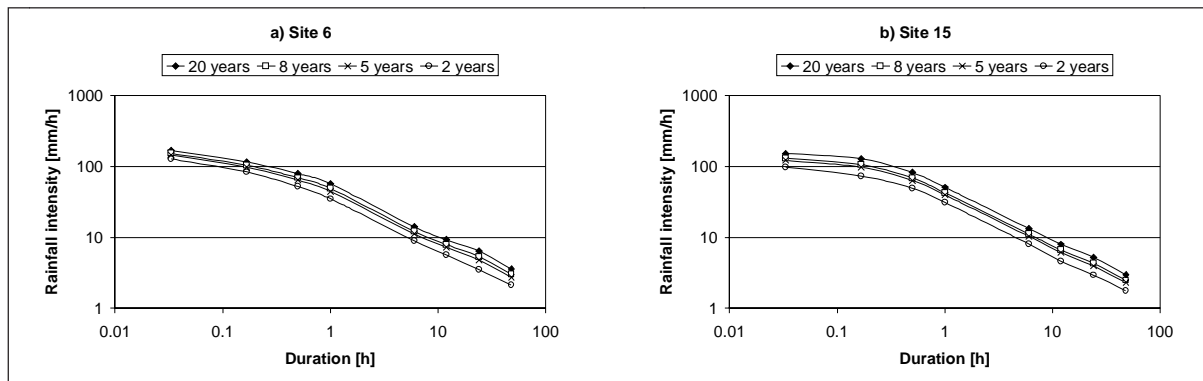 a) Site 6
20 years 8 years 5 years 2 years
Rainfall intensity [mm/h]
1000
100
10
1
0.01 0.1 1 10 100
Duration [h]
b) Site 15
20 years 8 years 5 years 2 years
Rainfall intensity [mm/h]
1000
100
10
1
0.01 0.1 1 10 100
Duration [h]